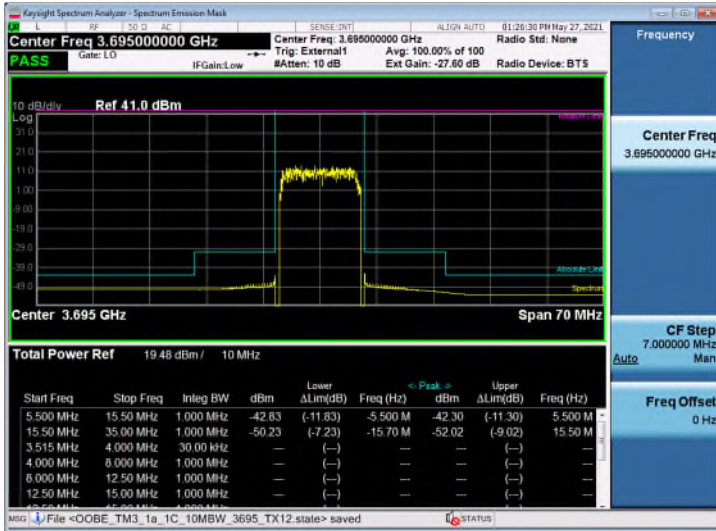 Keysight Spectrum Analyzer - Spectrum Emission Mask
L RF 50 Ω AC SENSE:INT ALIGN AUTO 01:26:30 PM May 27, 2021
Center Freq 3.695000000 GHz Center Freq: 3.695000000 GHz Radio Std: None
PASS Gate: LO Trig: External1 Avg: 100.00% of 100
IFGain:Low #Atten: 10 dB Ext Gain: -27.60 dB Radio Device: BTS
10 dB/div Ref 41.0 dBm
Log
31.0
21.0
11.0
1.00
-9.00
-19.0
-29.0
-39.0 Absolute Limit
-49.0 Spectrum
Center 3.695 GHz Span 70 MHz
Total Power Ref 19.48 dBm / 10 MHz
Lower <- Peak -> Upper
Start Freq Stop Freq Integ BW dBm ΔLim(dB) Freq (Hz) dBm ΔLim(dB) Freq (Hz)
5.500 MHz 15.50 MHz 1.000 MHz -42.83 (-11.83) -5.500 M -42.30 (-11.30) 5.500 M
15.50 MHz 35.00 MHz 1.000 MHz -50.23 (-7.23) -15.70 M -52.02 (-9.02) 15.50 M
3.515 MHz 4.000 MHz 30.00 kHz --- (---) --- --- (---) ---
4.000 MHz 8.000 MHz 1.000 MHz --- (---) --- --- (---) ---
8.000 MHz 12.50 MHz 1.000 MHz --- (---) --- --- (---) ---
12.50 MHz 15.00 MHz 1.000 MHz --- (---) --- --- (---) ---
MSG File <OOBE_TM3_1a_1C_10MBW_3695_TX12.state> saved STATUS
Frequency
Center Freq
3.695000000 GHz
CF Step
7.000000 MHz
Auto Man
Freq Offset
0 Hz